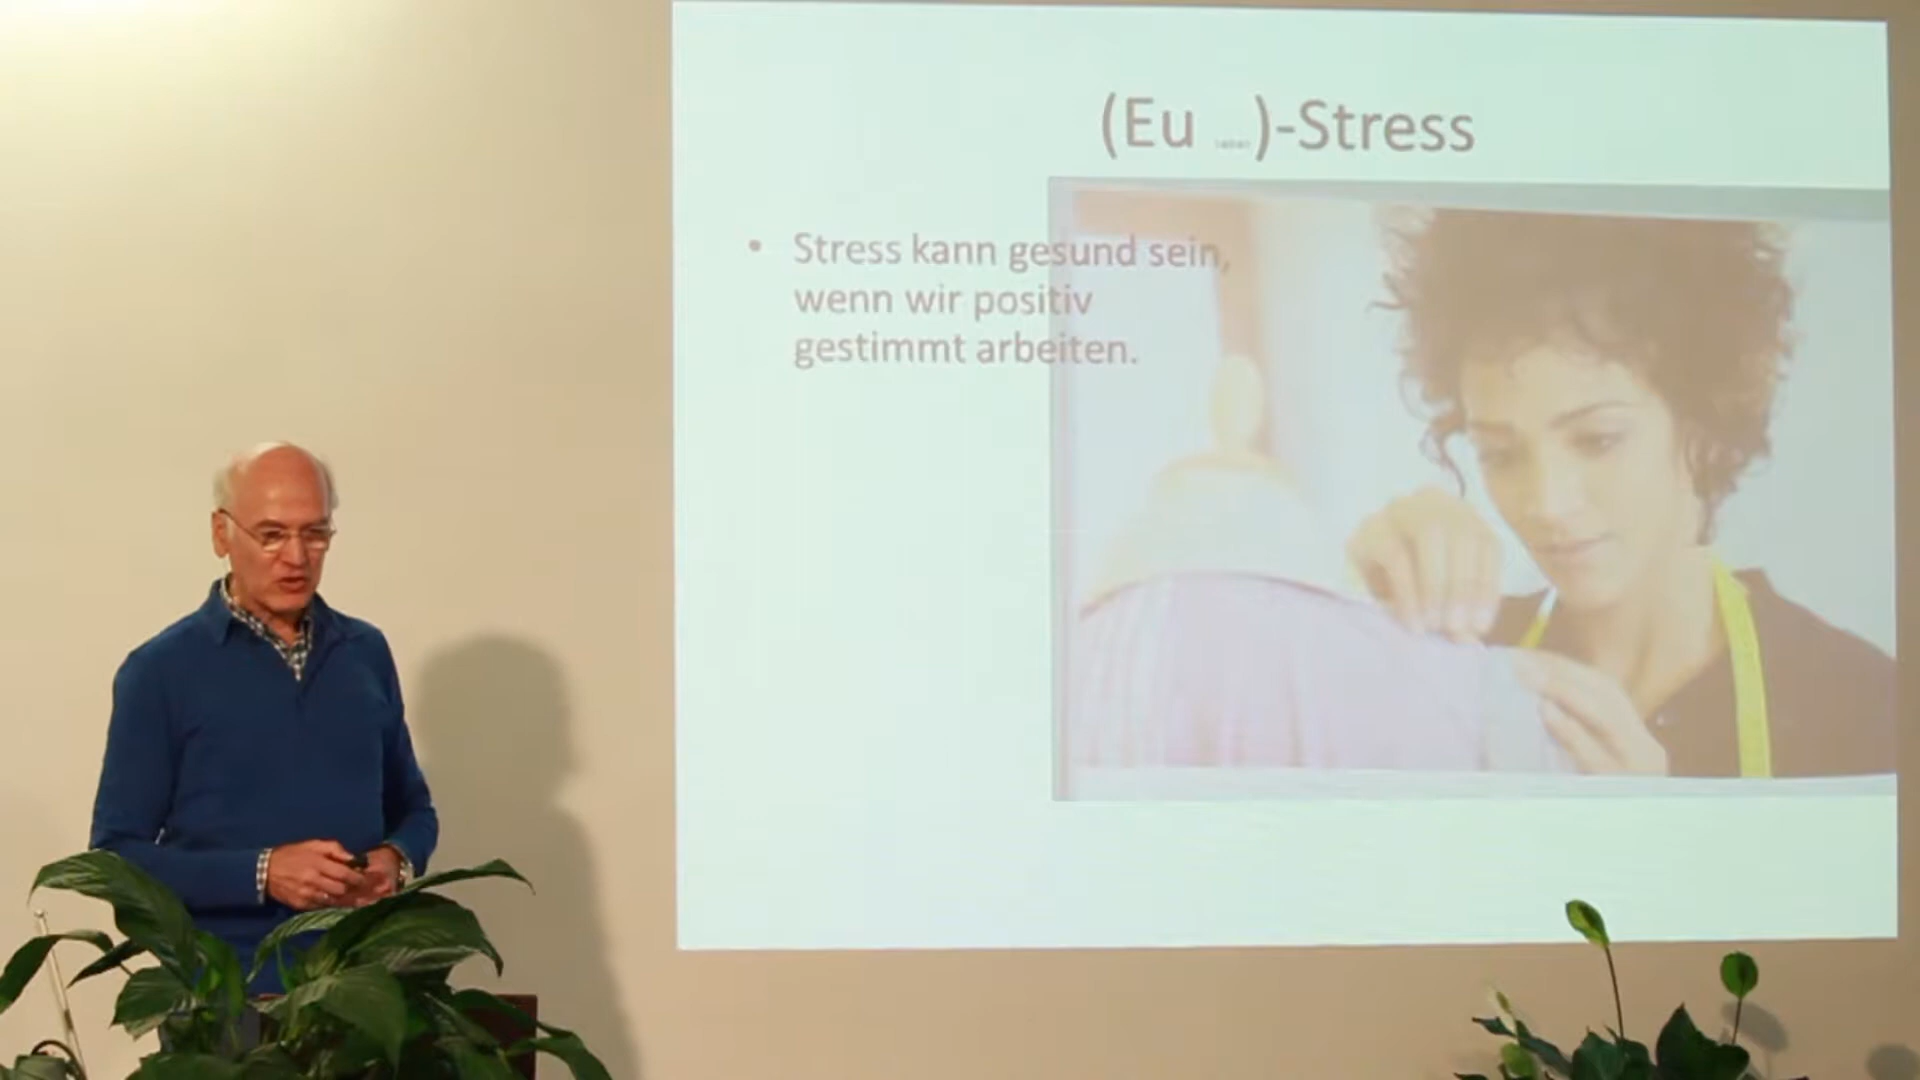 (Eu ....)-Stress
• Stress kann gesund sein,
wenn wir positiv
gestimmt arbeiten.